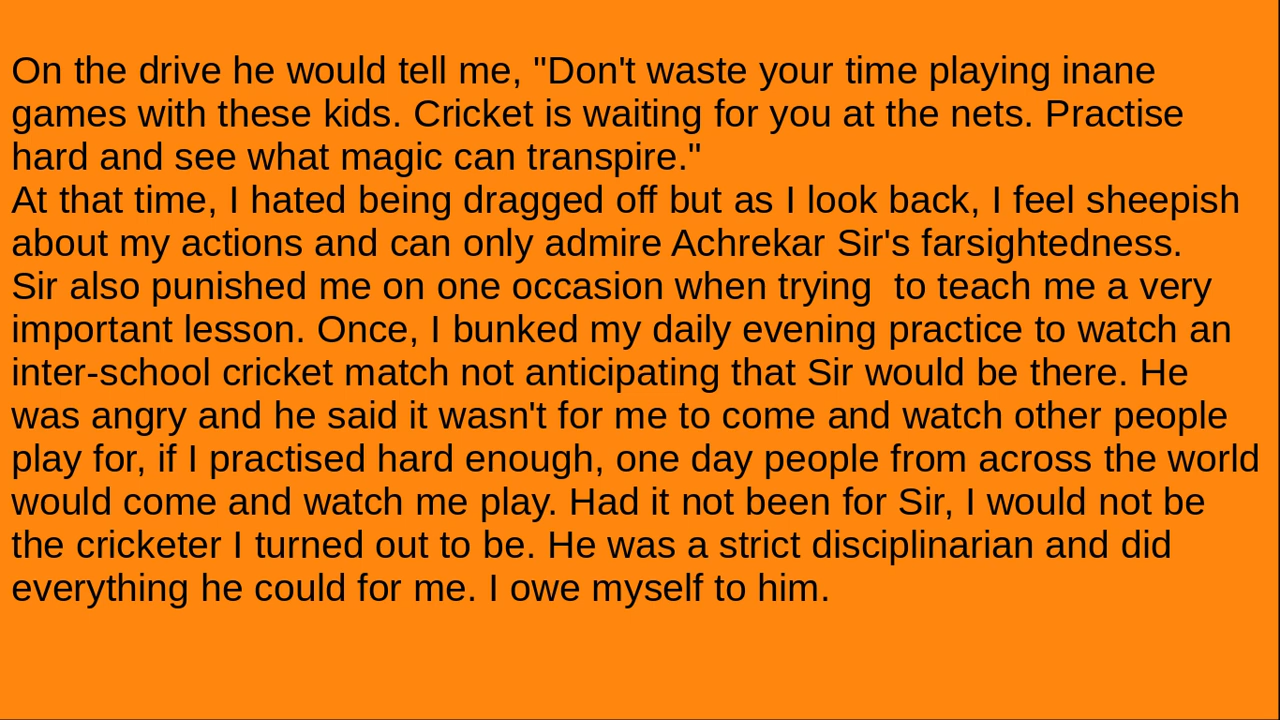 On the drive he would tell me, "Don't waste your time playing inane
games with these kids. Cricket is waiting for you at the nets. Practise
hard and see what magic can transpire."
At that time, I hated being dragged off but as I look back, I feel sheepish
about my actions and can only admire Achrekar Sir's farsightedness.
Sir also punished me on one occasion when trying  to teach me a very
important lesson. Once, I bunked my daily evening practice to watch an
inter-school cricket match not anticipating that Sir would be there. He
was angry and he said it wasn't for me to come and watch other people
play for, if I practised hard enough, one day people from across the world
would come and watch me play. Had it not been for Sir, I would not be
the cricketer I turned out to be. He was a strict disciplinarian and did
everything he could for me. I owe myself to him.